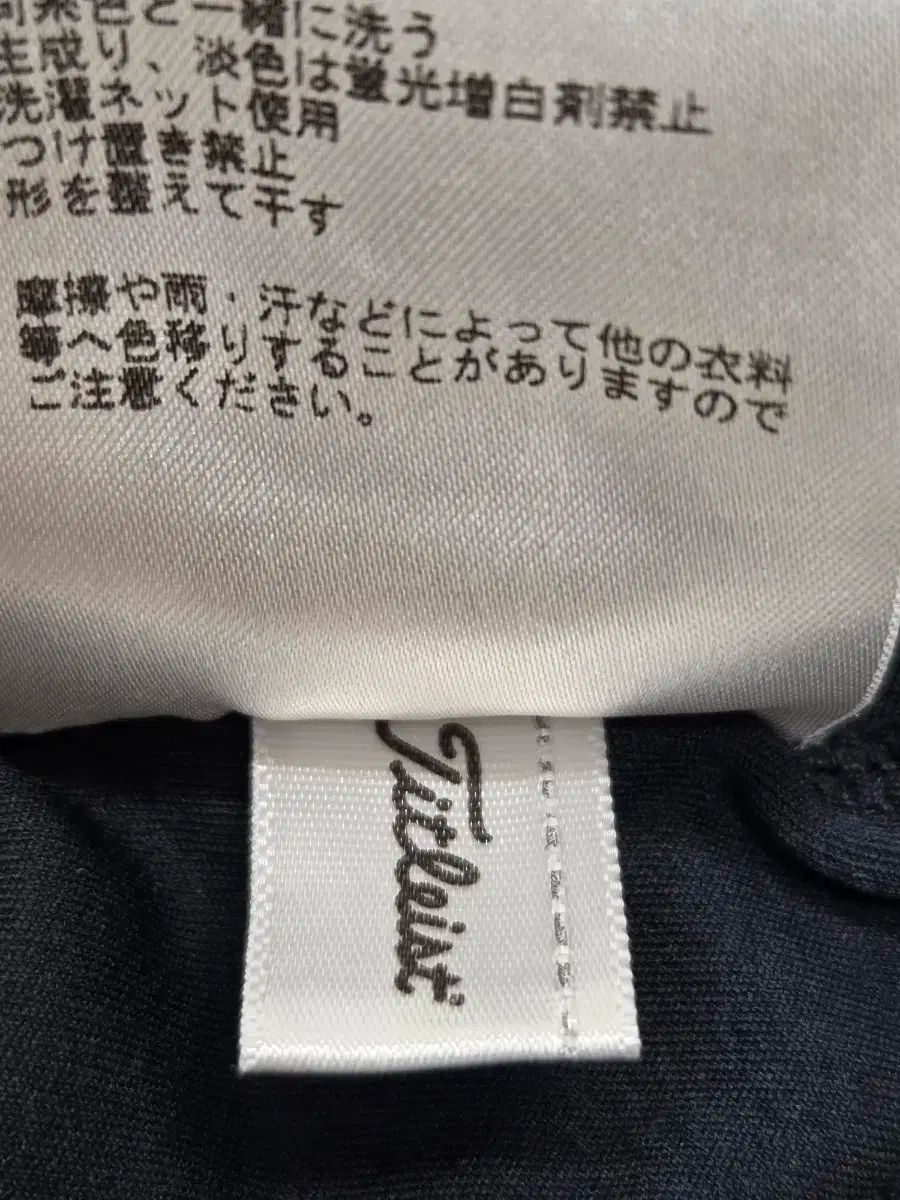 同系色と一緒に洗う
生成り、淡色は蛍光増白剤禁止
洗濯ネット使用
つけ置き禁止
形を整えて干す
摩擦や雨・汗などによって他の衣料
等へ色移りすることがありますので
ご注意ください。
Titleist